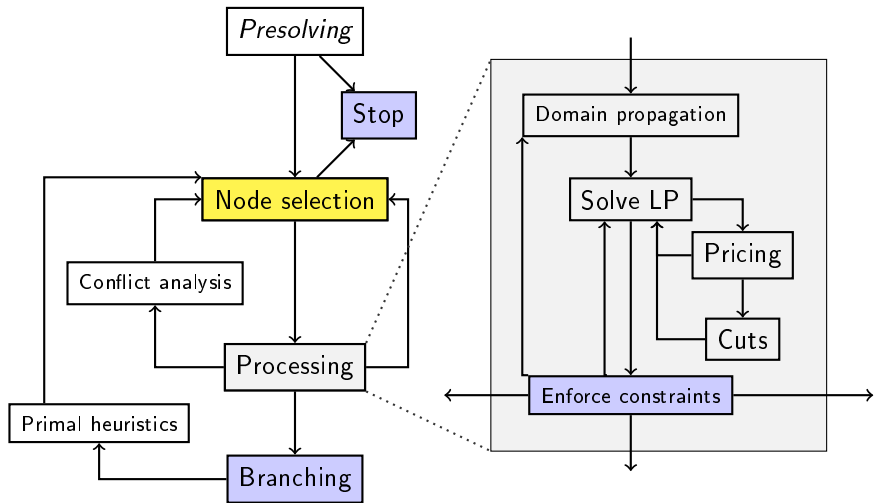 Presolving
Stop
Node selection
Conflict analysis
Processing
Primal heuristics
Branching
Domain propagation
Solve LP
Pricing
Cuts
Enforce constraints